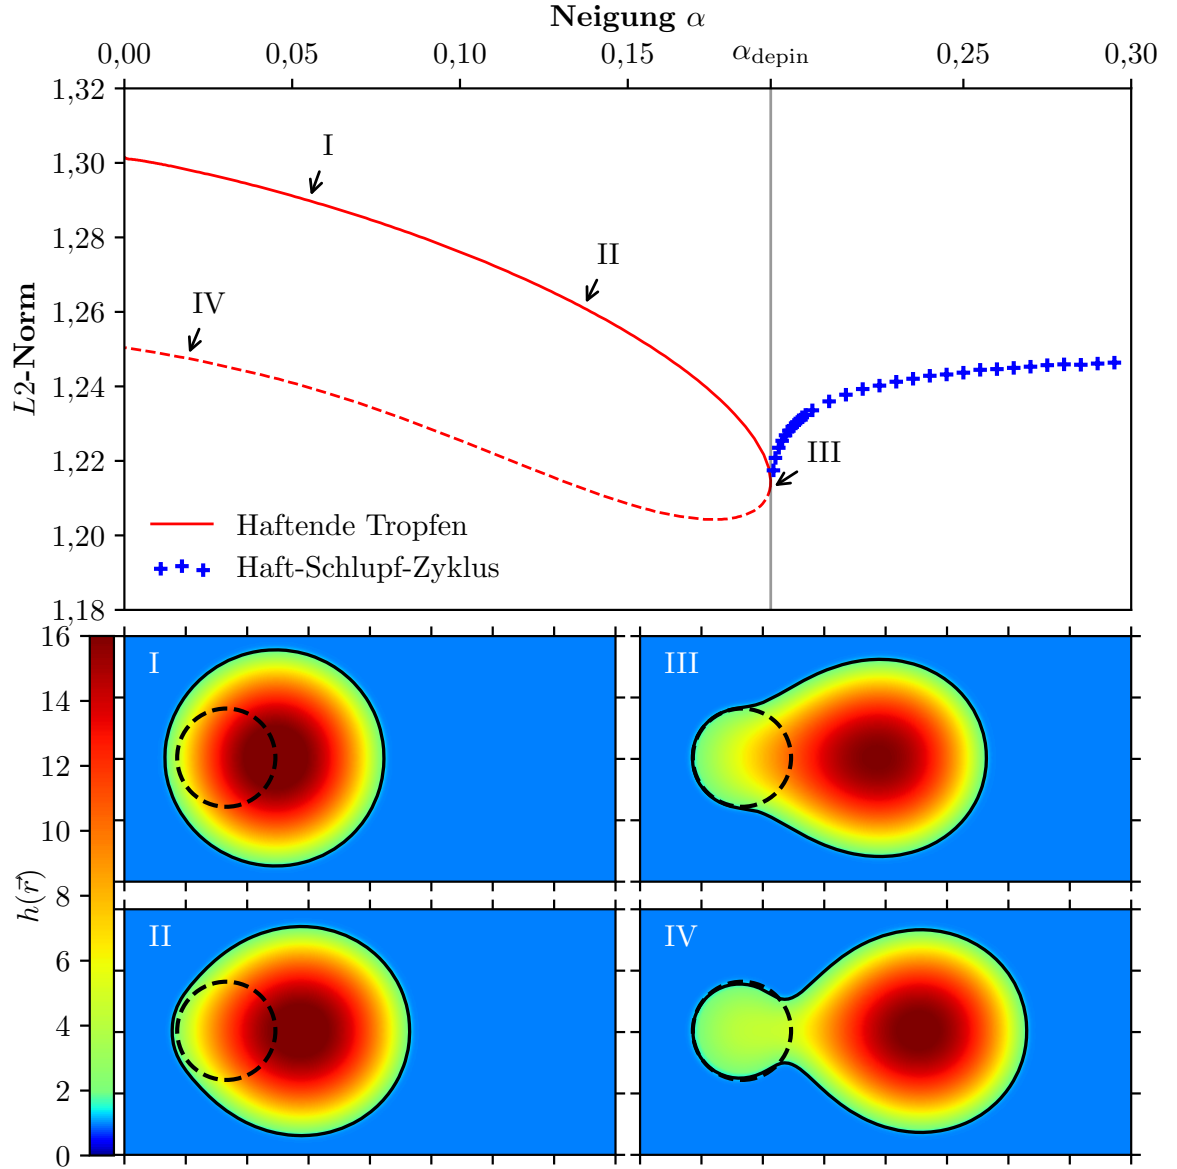 Neigung α
0,00 0,05 0,10 0,15 α_depin 0,25 0,30
1,32
1,30
1,28
1,26
1,24
1,22
1,20
1,18
L2-Norm
I
II
IV
III
Haftende Tropfen
Haft-Schlupf-Zyklus
16
14
12
10
8
6
4
2
0
h(r⃗)
I
III
II
IV